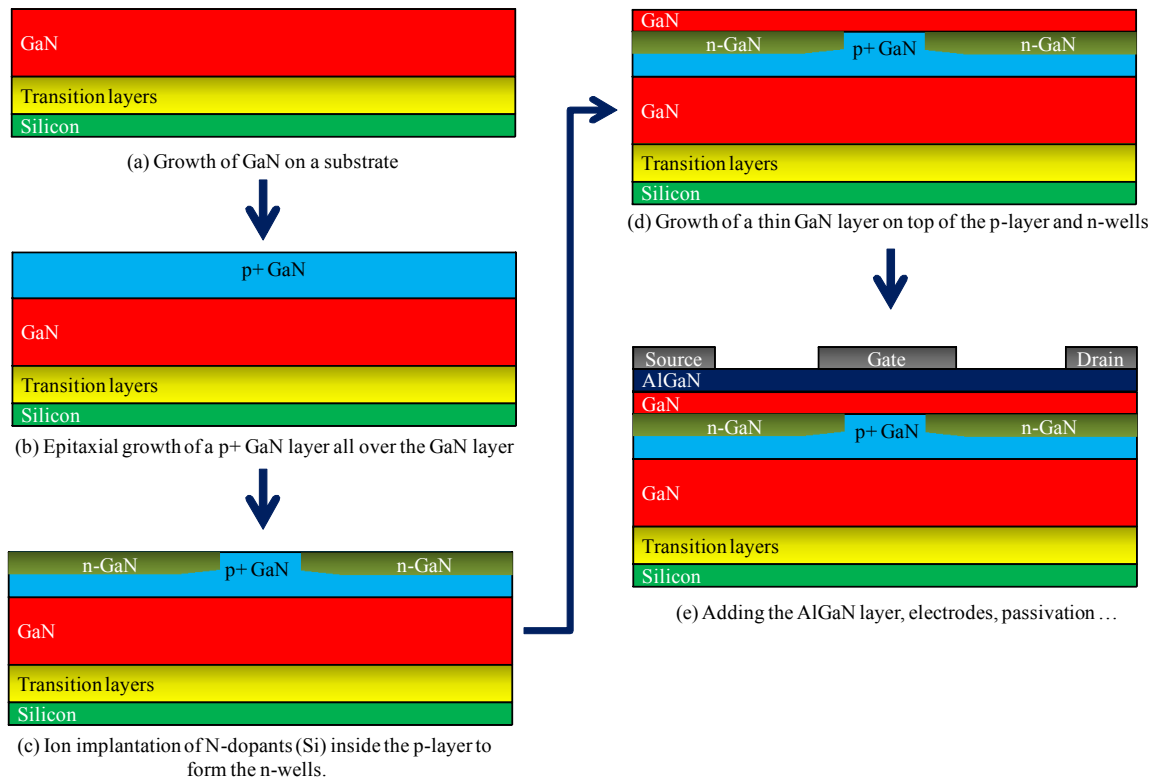 GaN
Transition layers
Silicon
(a) Growth of GaN on a substrate
p+ GaN
GaN
Transition layers
Silicon
(b) Epitaxial growth of a p+ GaN layer all over the GaN layer
n-GaN p+ GaN n-GaN
GaN
Transition layers
Silicon
(c) Ion implantation of N-dopants (Si) inside the p-layer to
form the n-wells.
GaN
n-GaN p+ GaN n-GaN
GaN
Transition layers
Silicon
(d) Growth of a thin GaN layer on top of the p-layer and n-wells
Source Gate Drain
AlGaN
GaN
n-GaN p+ GaN n-GaN
GaN
Transition layers
Silicon
(e) Adding the AlGaN layer, electrodes, passivation …